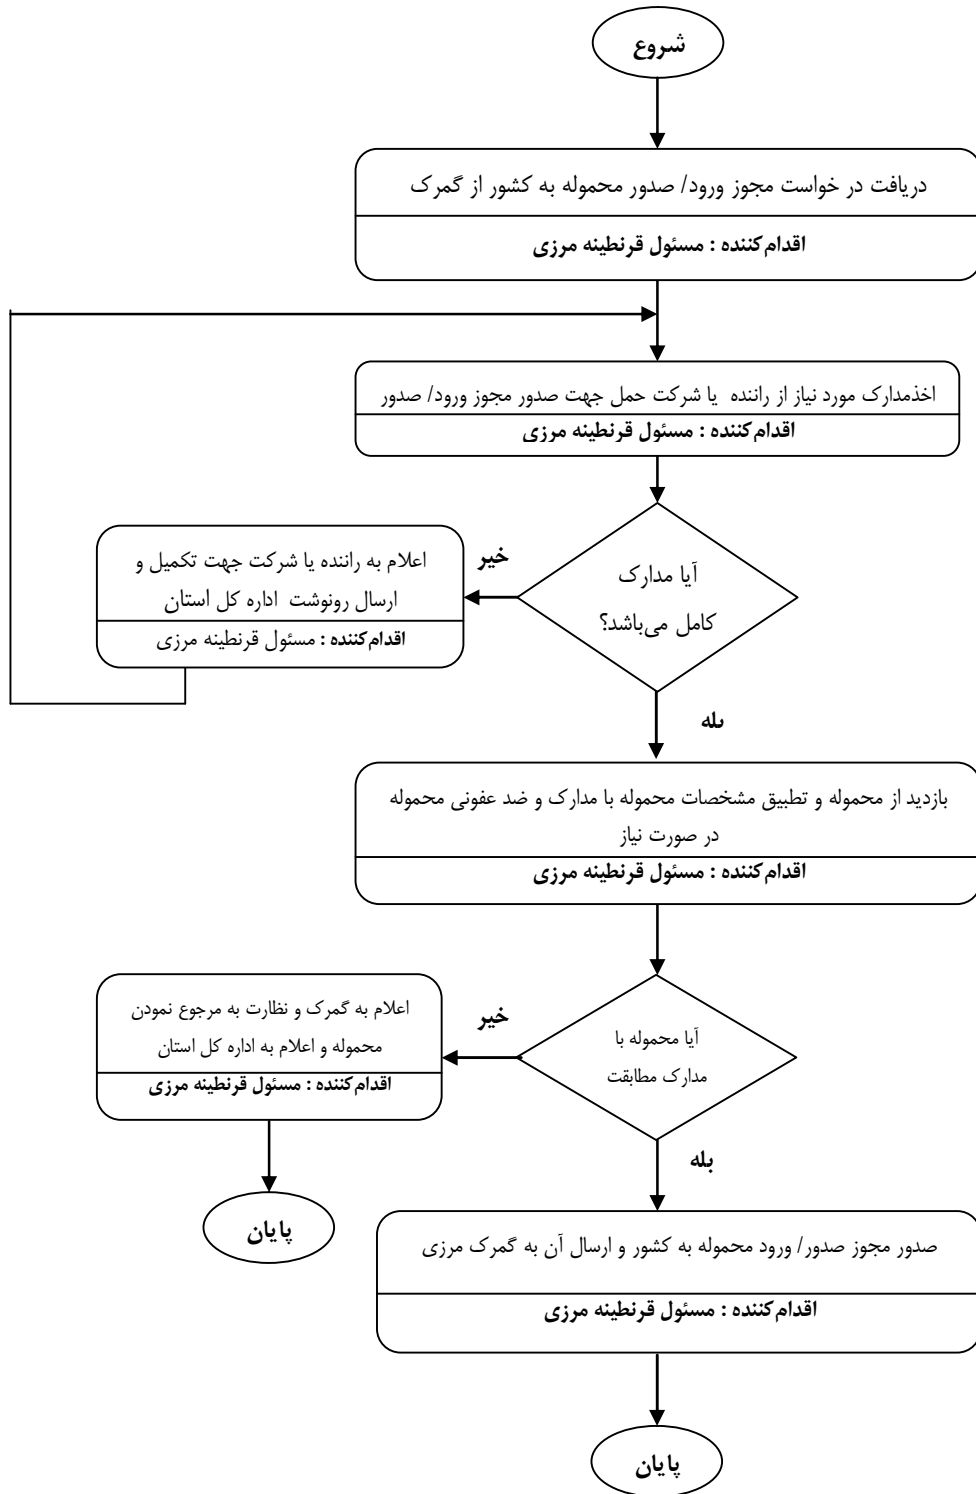 شروع
دریافت در خواست مجوز ورود/ صدور محموله به کشور از گمرک
اقدام‌کننده : مسئول قرنطینه مرزی
اخذمدارک مورد نیاز از راننده یا شرکت حمل جهت صدور مجوز ورود/ صدور
اقدام‌کننده : مسئول قرنطینه مرزی
آیا مدارک
کامل می‌باشد؟
خیر
اعلام به راننده یا شرکت جهت تکمیل و
ارسال رونوشت اداره کل استان
اقدام‌کننده : مسئول قرنطینه مرزی
بله
بازدید از محموله و تطبیق مشخصات محموله با مدارک و ضد عفونی محموله
در صورت نیاز
اقدام‌کننده : مسئول قرنطینه مرزی
آیا محموله با
مدارک مطابقت
خیر
اعلام به گمرک و نظارت به مرجوع نمودن
محموله و اعلام به اداره کل استان
اقدام‌کننده : مسئول قرنطینه مرزی
پایان
بله
صدور مجوز صدور/ ورود محموله به کشور و ارسال آن به گمرک مرزی
اقدام‌کننده : مسئول قرنطینه مرزی
پایان